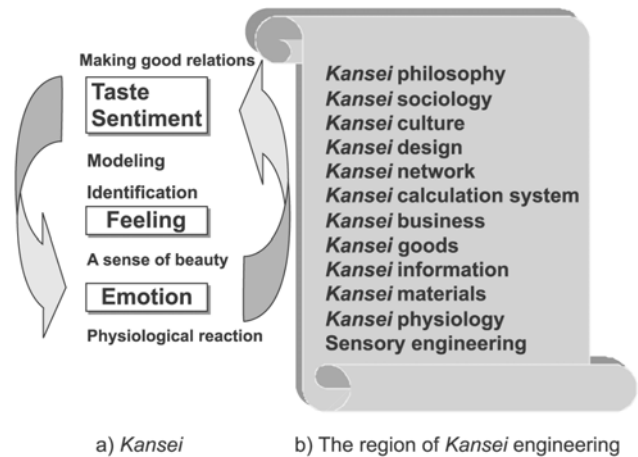 Making good relations
Taste
Sentiment
Modeling
Identification
Feeling
A sense of beauty
Emotion
Physiological reaction
Kansei philosophy
Kansei sociology
Kansei culture
Kansei design
Kansei network
Kansei calculation system
Kansei business
Kansei goods
Kansei information
Kansei materials
Kansei physiology
Sensory engineering
a) Kansei
b) The region of Kansei engineering